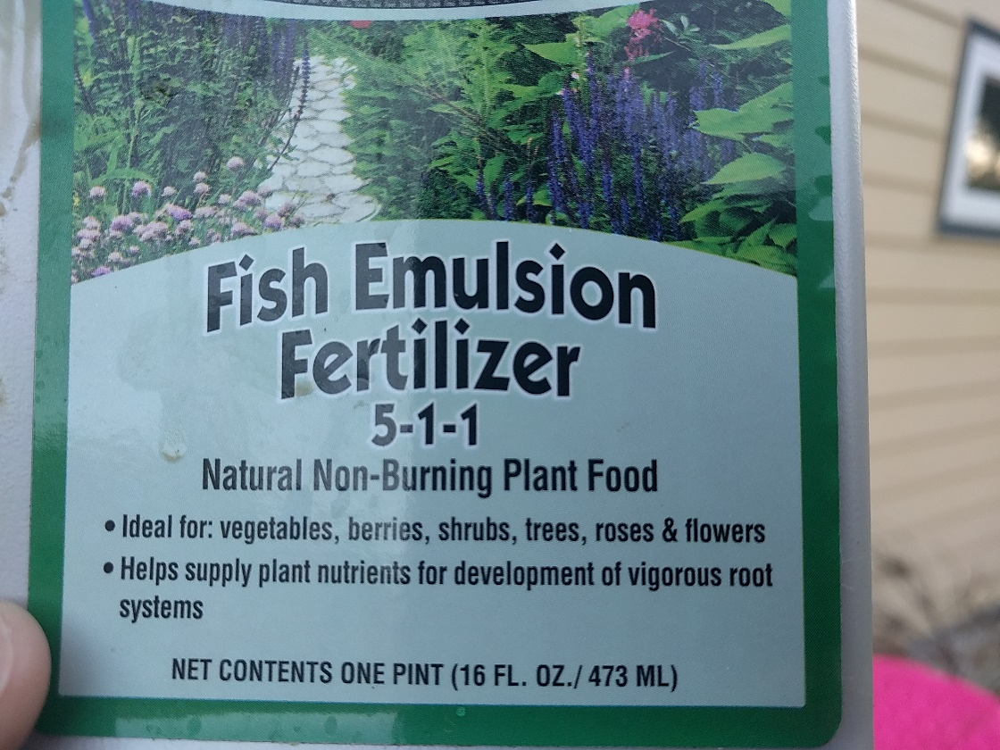 Fish Emulsion
Fertilizer
5-1-1
Natural Non-Burning Plant Food
• Ideal for: vegetables, berries, shrubs, trees, roses & flowers
• Helps supply plant nutrients for development of vigorous root
systems
NET CONTENTS ONE PINT (16 FL. OZ./ 473 ML)